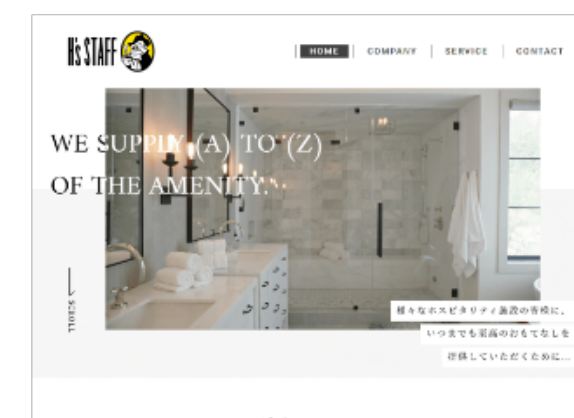 H's STAFF
HOME COMPANY SERVICE CONTACT
WE SUPPLY (A) TO (Z)
OF THE AMENITY.
SCROLL
様々なホスピタリティ施設の皆様に、
いつまでも至高のおもてなしを
提供していただくために…